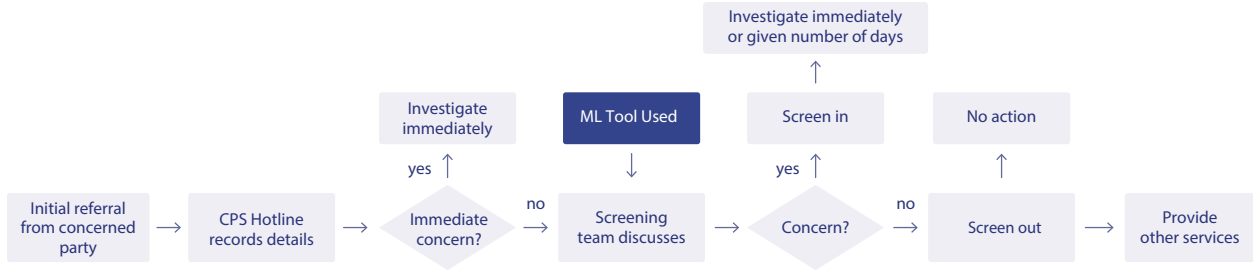 Investigate immediately
or given number of days
Investigate
immediately
ML Tool Used
Screen in
No action
yes
yes
Initial referral
from concerned
party
CPS Hotline
records details
Immediate
concern?
no
Screening
team discusses
Concern?
no
Screen out
Provide
other services